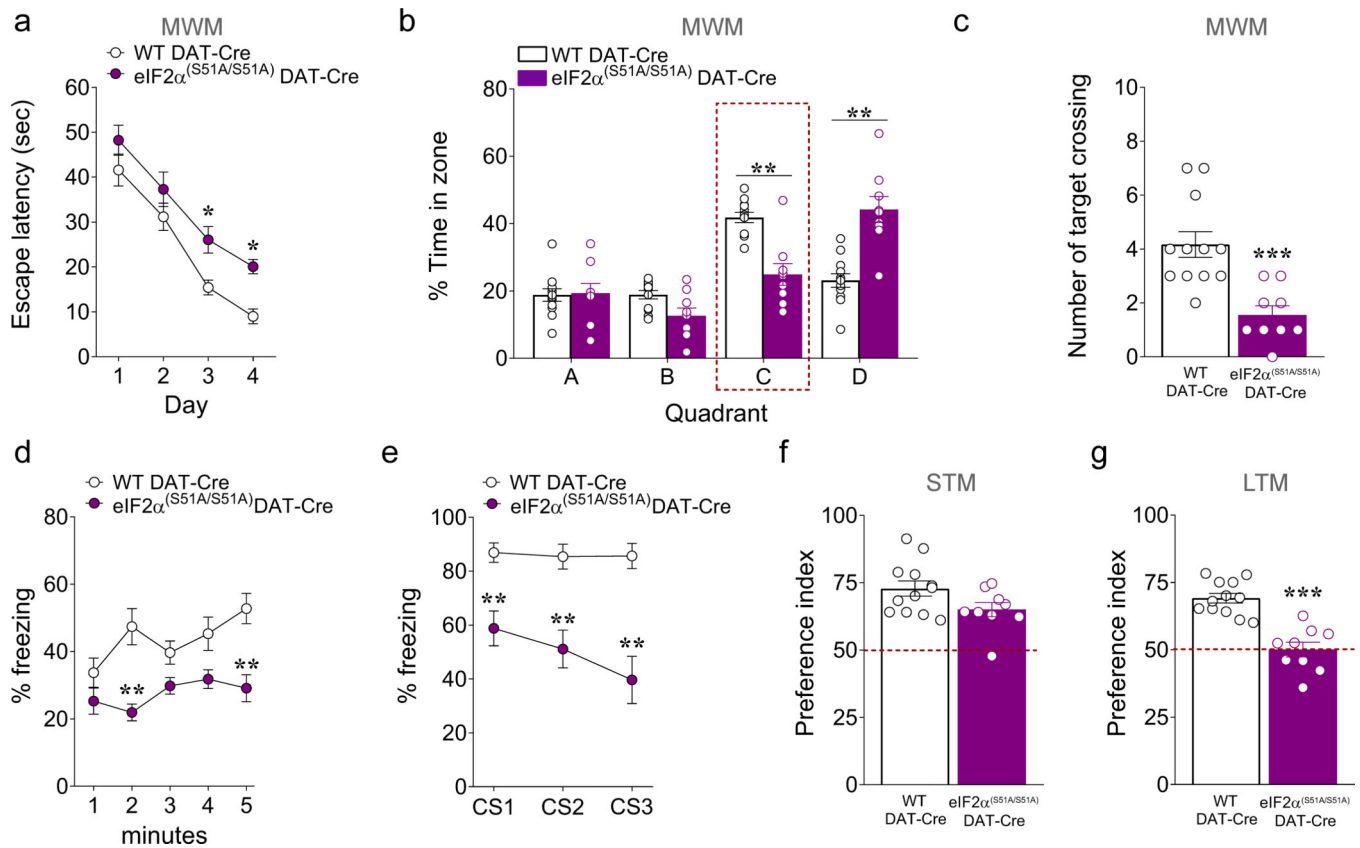 a
MWM
WT DAT-Cre
eIF2α(S51A/S51A) DAT-Cre
Escape latency (sec)
60
50
40
30
20
10
0
*
*
1 2 3 4
Day
b
MWM
WT DAT-Cre
eIF2α(S51A/S51A) DAT-Cre
% Time in zone
80
60
40
20
0
**
**
A B C D
Quadrant
c
MWM
Number of target crossing
10
8
6
4
2
0
***
WT
DAT-Cre
eIF2α(S51A/S51A)
DAT-Cre
d
WT DAT-Cre
eIF2α(S51A/S51A)DAT-Cre
% freezing
80
60
40
20
0
**
**
1 2 3 4 5
minutes
e
WT DAT-Cre
eIF2α(S51A/S51A)DAT-Cre
% freezing
100
80
60
40
20
0
**
**
**
CS1 CS2 CS3
f
STM
Preference index
100
75
50
25
0
WT
DAT-Cre
eIF2α(S51A/S51A)
DAT-Cre
g
LTM
Preference index
100
75
50
25
0
***
WT
DAT-Cre
eIF2α(S51A/S51A)
DAT-Cre